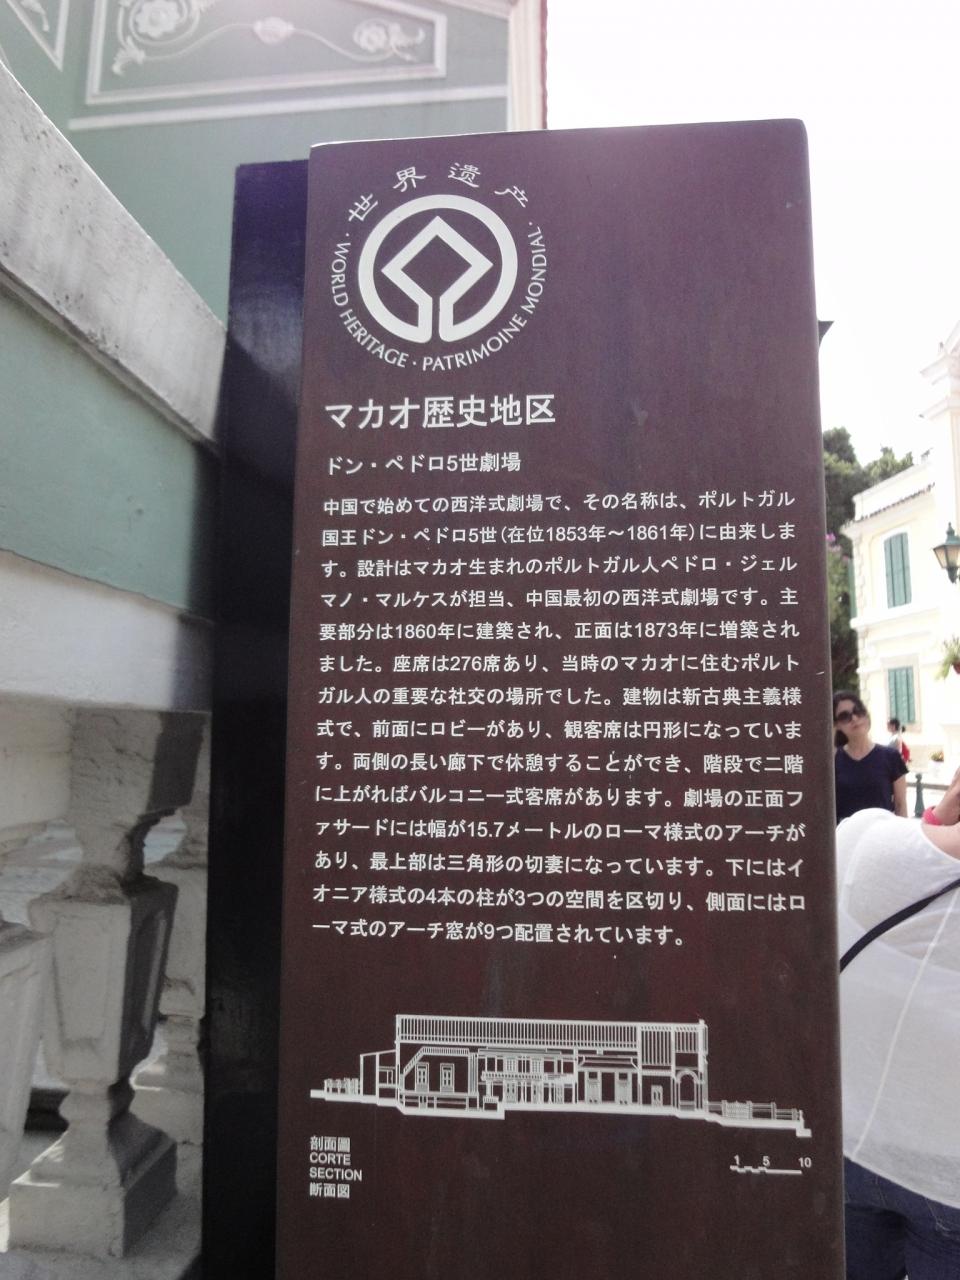 世界遗产
WORLD HERITAGE · PATRIMOINE MONDIAL
マカオ歴史地区
ドン・ペドロ5世劇場
中国で始めての西洋式劇場で、その名称は、ポルトガル
国王ドン・ペドロ5世(在位1853年〜1861年)に由来しま
す。設計はマカオ生まれのポルトガル人ペドロ・ジェル
マノ・マルケスが担当、中国最初の西洋式劇場です。主
要部分は1860年に建築され、正面は1873年に増築され
ました。座席は276席あり、当時のマカオに住むポルト
ガル人の重要な社交の場所でした。建物は新古典主義様
式で、前面にロビーがあり、観客席は円形になっていま
す。両側の長い廊下で休憩することができ、階段で二階
に上がればバルコニー式客席があります。劇場の正面フ
ァサードには幅が15.7メートルのローマ様式のアーチが
あり、最上部は三角形の切妻になっています。下にはイ
オニア様式の4本の柱が3つの空間を区切り、側面にはロ
ーマ式のアーチ窓が9つ配置されています。
剖面圖
CORTE
SECTION
断面図
1 5 10